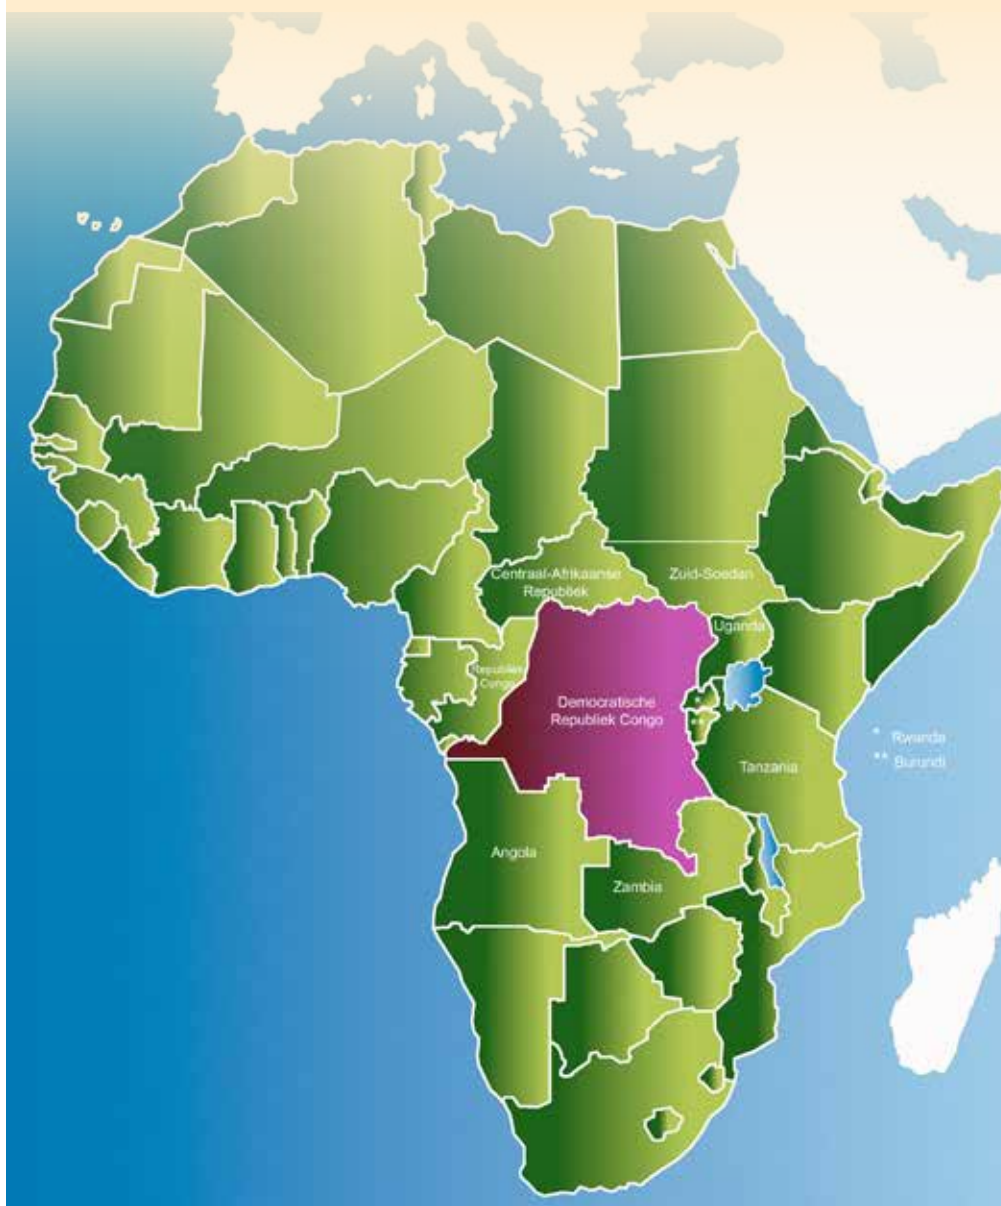 Centraal-Afrikaanse
Republiek
Zuid-Soedan
Uganda
Republiek
Congo
Democratische
Republiek Congo
*
**
* Rwanda
** Burundi
Tanzania
Angola
Zambia